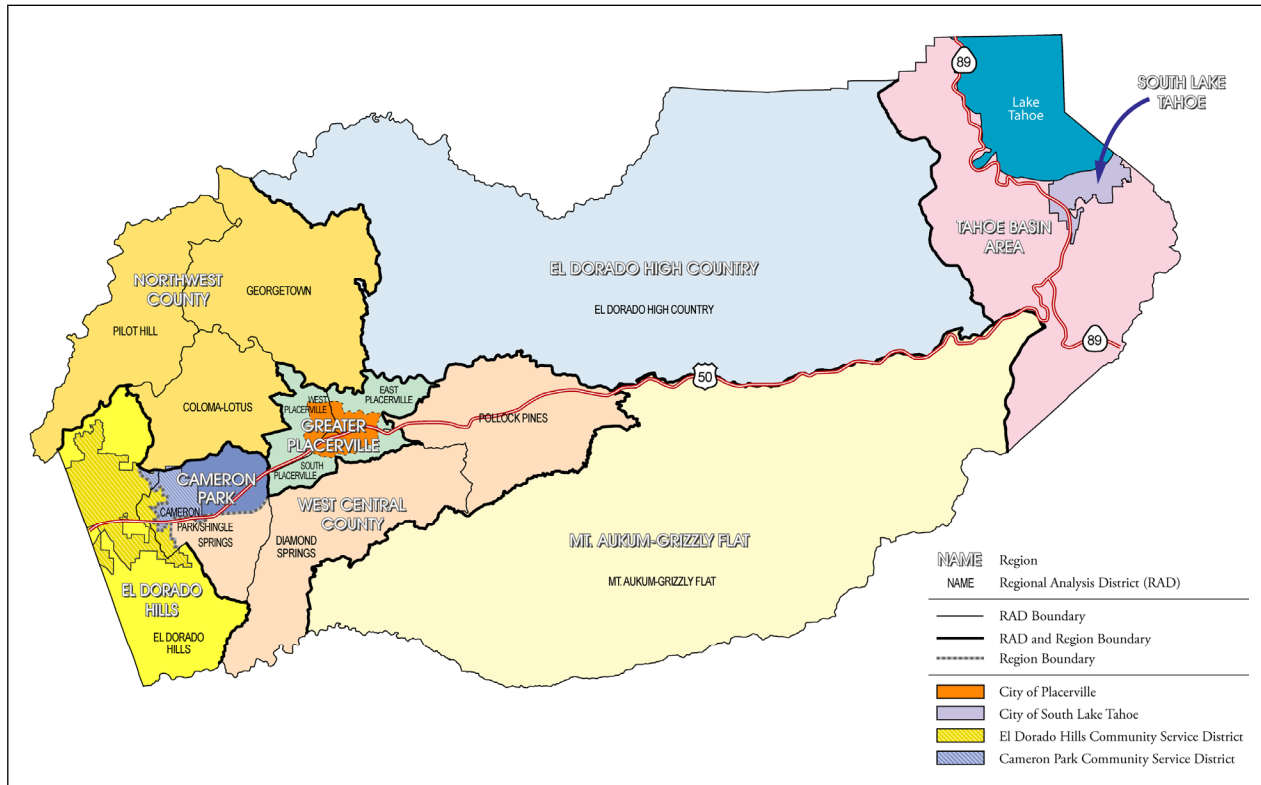 89
SOUTH LAKE
TAHOE
Lake
Tahoe
TAHOE BASIN
AREA
EL DORADO HIGH COUNTRY
EL DORADO HIGH COUNTRY
NORTHWEST
COUNTY
GEORGETOWN
PILOT HILL
89
50
COLOMA-LOTUS
WEST
PLACERVILLE
EAST
PLACERVILLE
GREATER
PLACERVILLE
POLLOCK PINES
SOUTH
PLACERVILLE
CAMERON
PARK
WEST CENTRAL
COUNTY
CAMERON
PARK/SHINGLE
SPRINGS
DIAMOND
SPRINGS
MT. AUKUM-GRIZZLY FLAT
MT. AUKUM-GRIZZLY FLAT
EL DORADO
HILLS
EL DORADO
HILLS
NAME Region
NAME Regional Analysis District (RAD)
RAD Boundary
RAD and Region Boundary
Region Boundary
City of Placerville
City of South Lake Tahoe
El Dorado Hills Community Service District
Cameron Park Community Service District